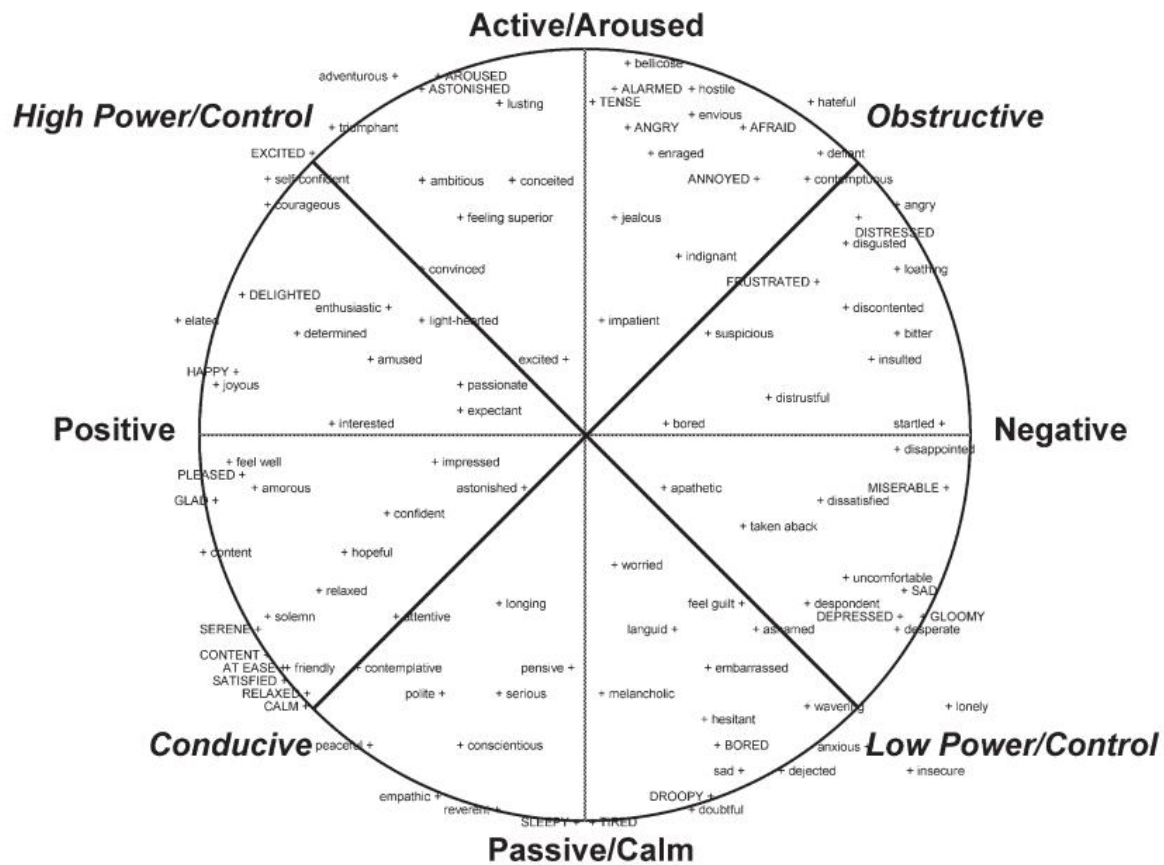 Active/Aroused
+ bellicose
adventurous +
+ AROUSED
+ ASTONISHED
+ ALARMED
+ hostile
+ lusting
+ TENSE
+ hateful
High Power/Control
+ envious
Obstructive
+ triumphant
+ ANGRY
+ AFRAID
EXCITED +
+ enraged
+ defiant
+ self-confident
+ ambitious
+ conceited
ANNOYED +
+ contemptuous
+ courageous
+ angry
+ feeling superior
+ jealous
+
DISTRESSED
+ disgusted
+ indignant
+ convinced
+ loathing
FRUSTRATED +
+ DELIGHTED
enthusiastic +
+ discontented
+ elated
+ light-hearted
+ impatient
+ determined
+ suspicious
+ bitter
+ amused
excited +
+ insulted
HAPPY +
+ joyous
+ passionate
+ distrustful
+ expectant
Positive
+ interested
+ bored
startled +
Negative
+ disappointed
+ feel well
+ impressed
PLEASED +
+ amorous
astonished +
+ apathetic
MISERABLE +
GLAD +
+ dissatisfied
+ confident
+ taken aback
+ content
+ hopeful
+ worried
+ uncomfortable
+ relaxed
+ SAD
+ longing
feel guilt +
+ despondent
+ solemn
+ attentive
DEPRESSED +
+ GLOOMY
SERENE +
languid +
+ ashamed
+ desperate
CONTENT +
AT EASE +
+ friendly
+ contemplative
pensive +
+ embarrassed
SATISFIED +
RELAXED +
polite +
+ serious
+ melancholic
CALM +
+ wavering
+ lonely
+ hesitant
Conducive
peaceful +
+ conscientious
+ BORED
anxious +
Low Power/Control
sad +
+ dejected
+ insecure
empathic +
DROOPY +
reverent +
+ doubtful
SLEEPY +
+ TIRED
Passive/Calm